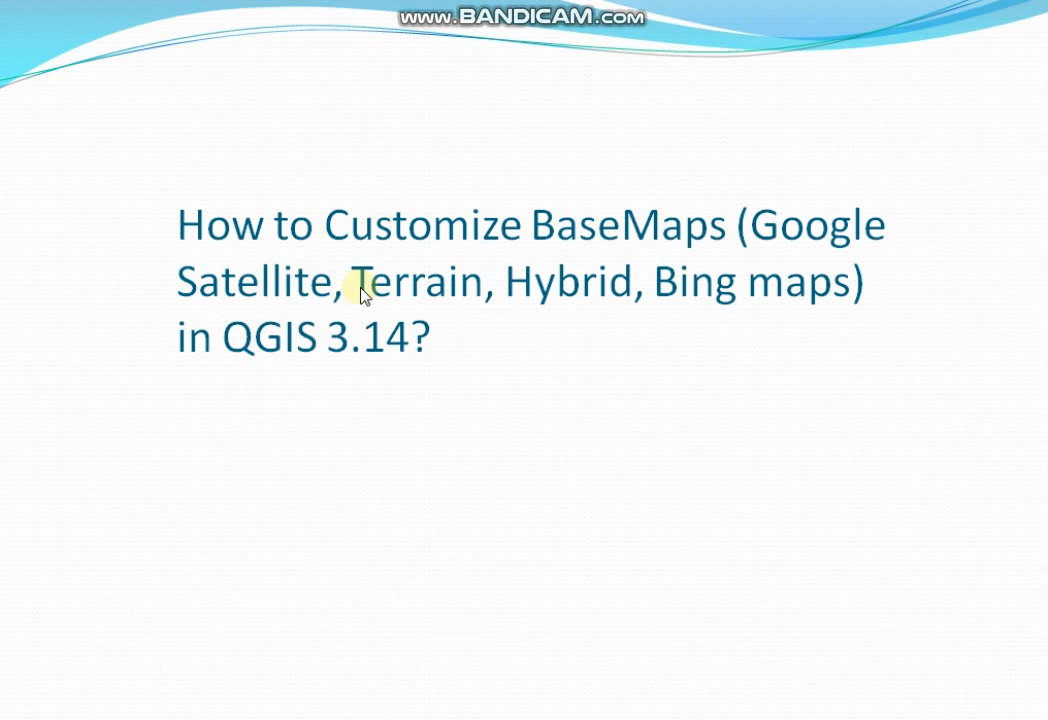 www.BANDICAM.com
How to Customize BaseMaps (Google
Satellite, Terrain, Hybrid, Bing maps)
in QGIS 3.14?